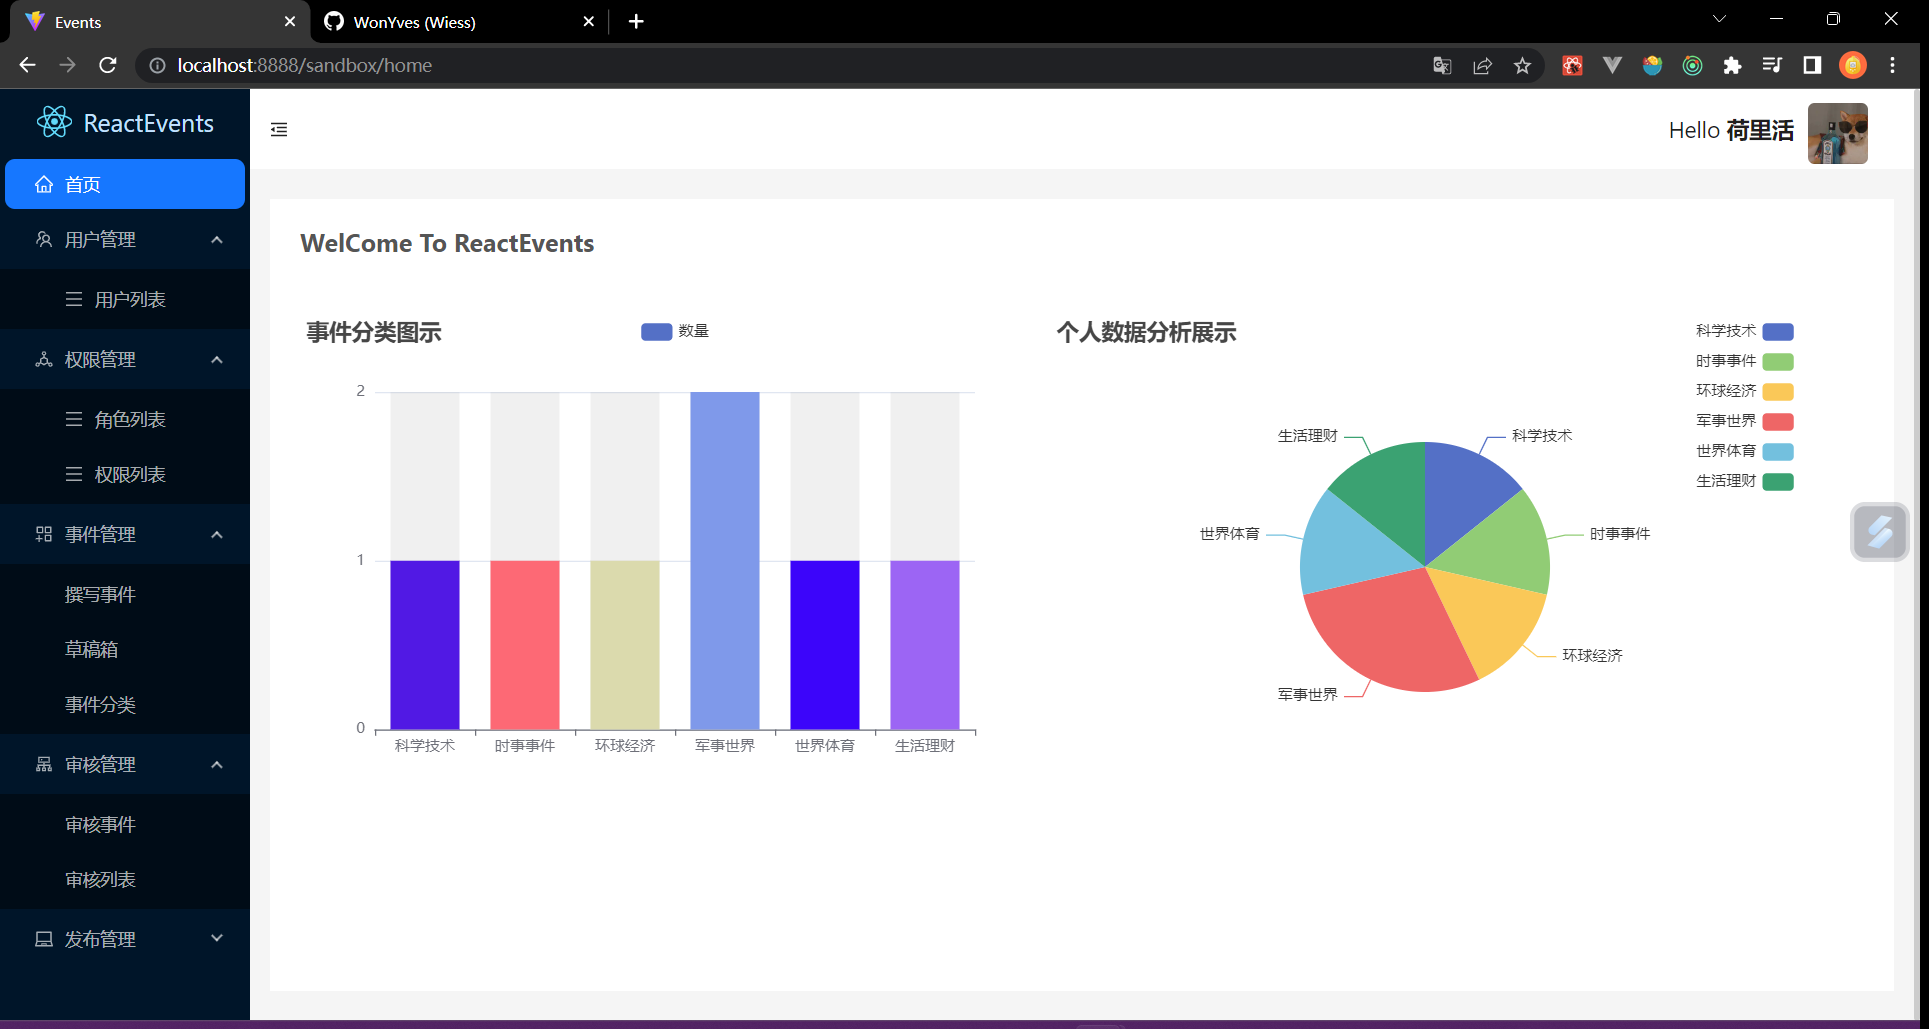 Events
WonYves (Wiess)
localhost:8888/sandbox/home
ReactEvents
首页
用户管理
用户列表
权限管理
角色列表
权限列表
事件管理
撰写事件
草稿箱
事件分类
审核管理
审核事件
审核列表
发布管理
Hello 荷里活
WelCome To ReactEvents
事件分类图示
数量
2
1
0
科学技术
时事事件
环球经济
军事世界
世界体育
生活理财
个人数据分析展示
科学技术
时事事件
环球经济
军事世界
世界体育
生活理财
生活理财
科学技术
世界体育
时事事件
环球经济
军事世界